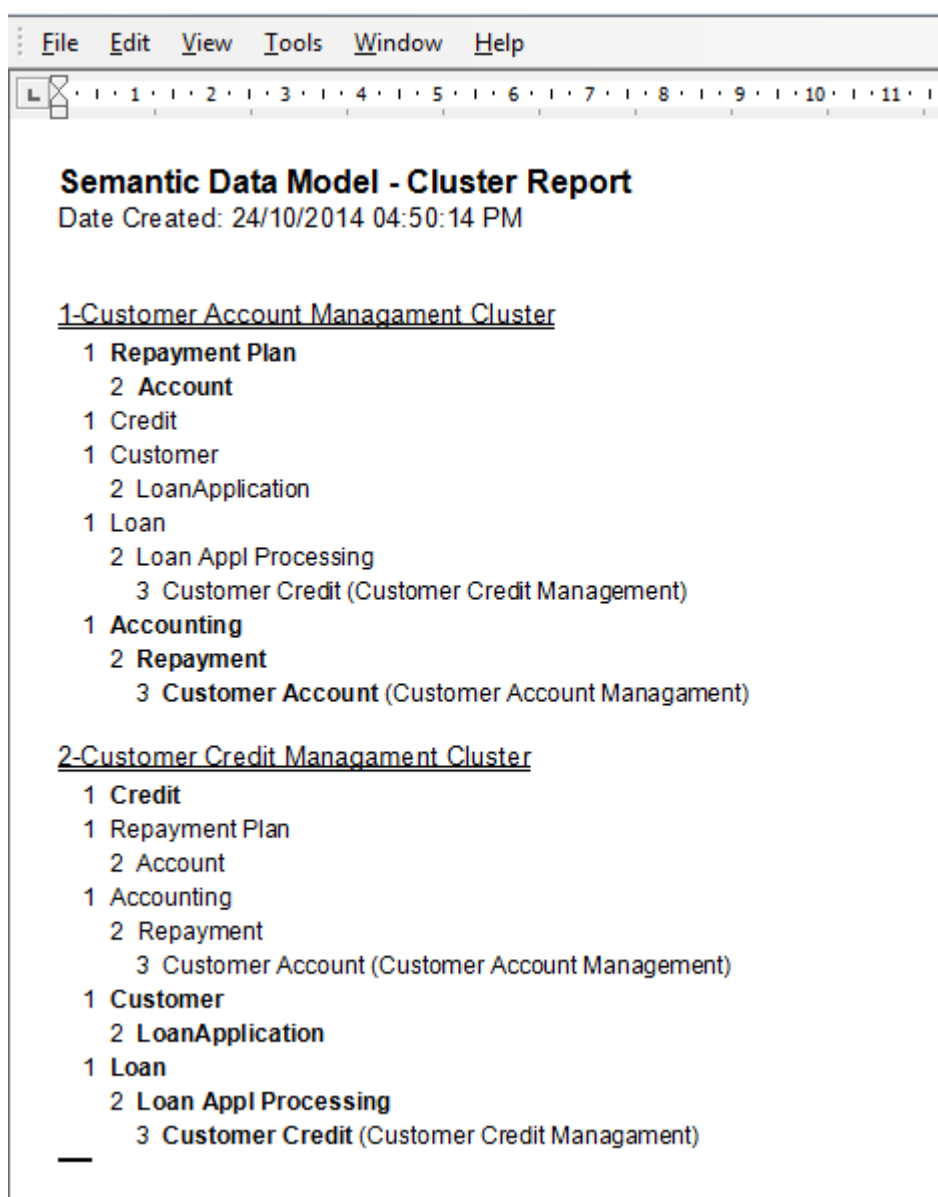 File Edit View Tools Window Help
L 1 2 3 4 5 6 7 8 9 10 11
Semantic Data Model - Cluster Report
Date Created: 24/10/2014 04:50:14 PM
1-Customer Account Managament Cluster
1 Repayment Plan
2 Account
1 Credit
1 Customer
2 LoanApplication
1 Loan
2 Loan Appl Processing
3 Customer Credit (Customer Credit Management)
1 Accounting
2 Repayment
3 Customer Account (Customer Account Managament)
2-Customer Credit Managament Cluster
1 Credit
1 Repayment Plan
2 Account
1 Accounting
2 Repayment
3 Customer Account (Customer Account Management)
1 Customer
2 LoanApplication
1 Loan
2 Loan Appl Processing
3 Customer Credit (Customer Credit Managament)